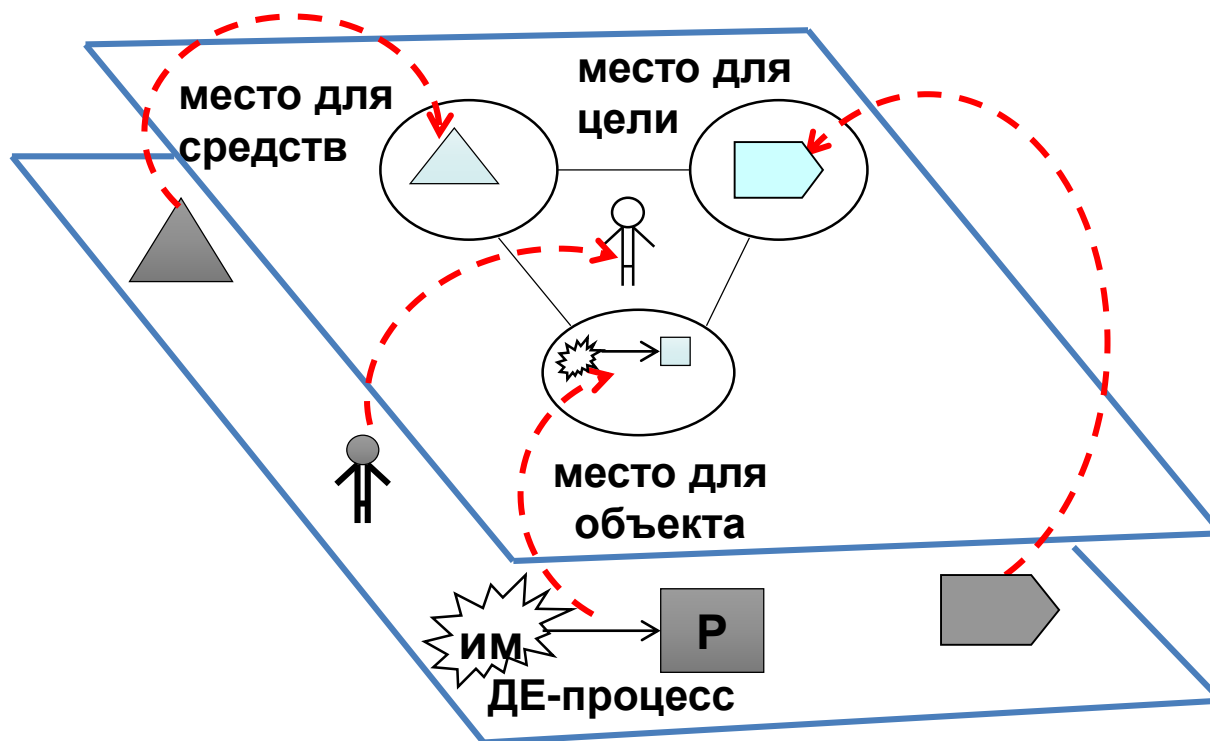 место для
средств
место для
цели
место для
объекта
им
Р
ДЕ-процесс